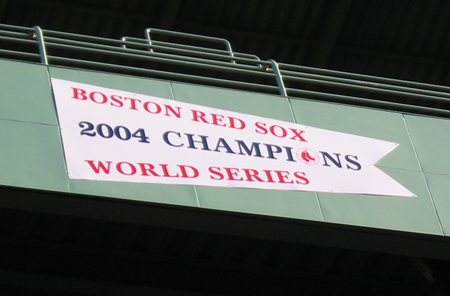 BOSTON RED SOX
2004 CHAMPIONS
WORLD SERIES